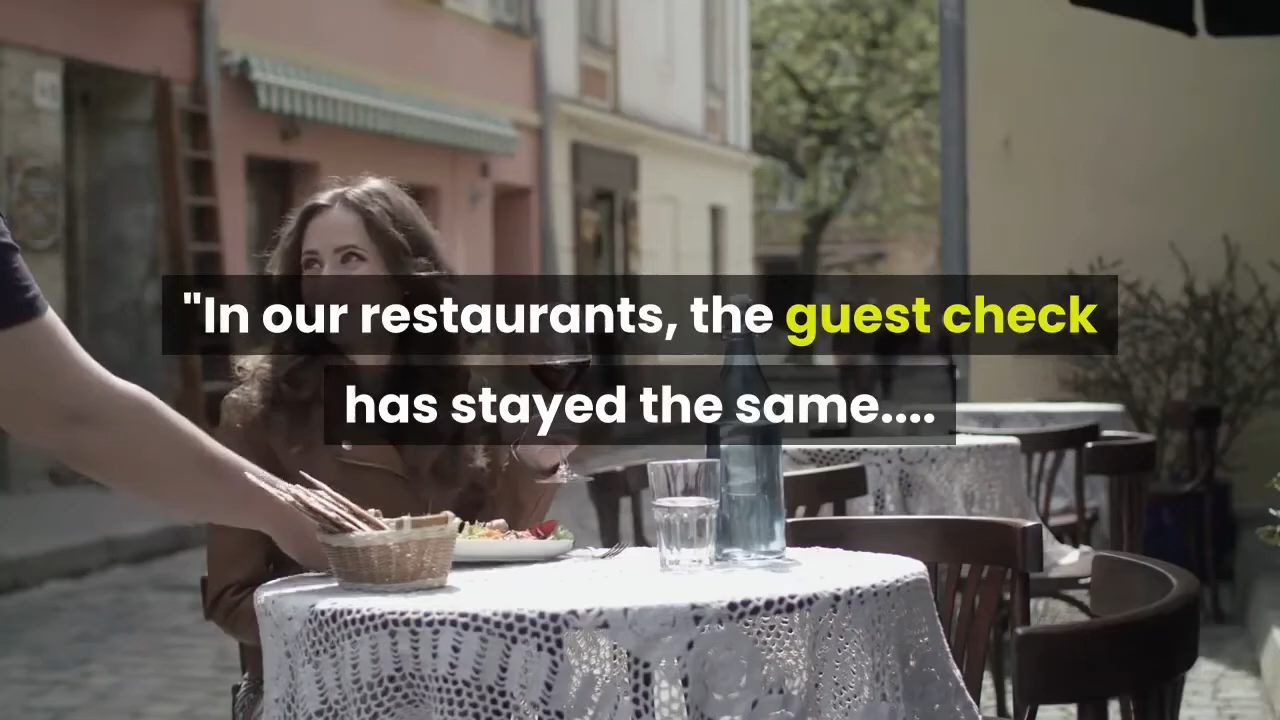 "In our restaurants, the guest check
has stayed the same....